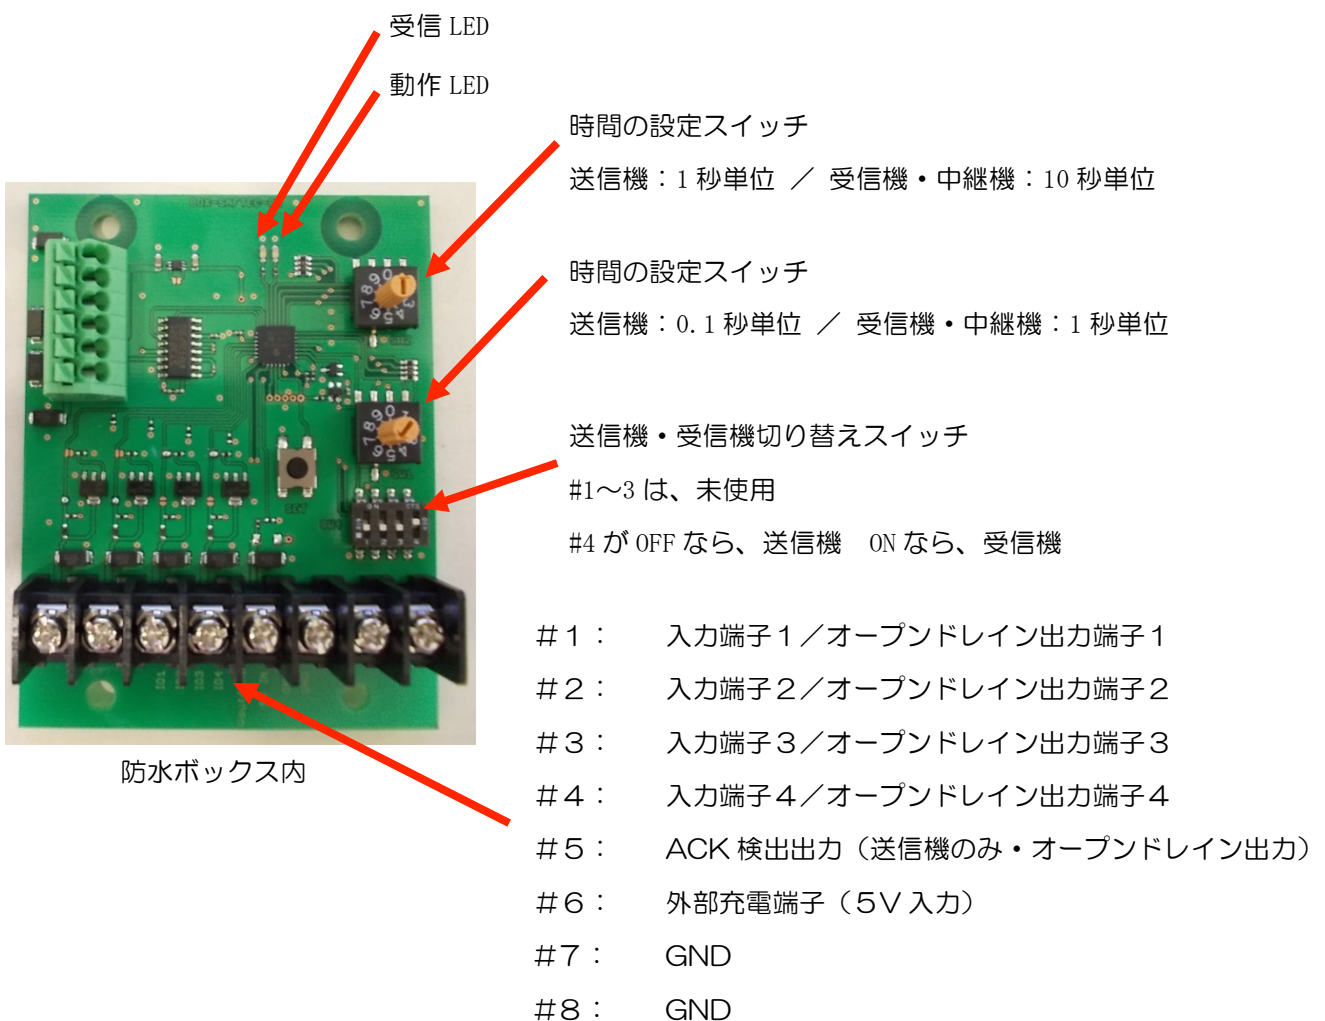 受信 LED
動作 LED
時間の設定スイッチ
送信機：1 秒単位 ／ 受信機・中継機：10 秒単位
時間の設定スイッチ
送信機：0.1 秒単位 ／ 受信機・中継機：1 秒単位
送信機・受信機切り替えスイッチ
#1～3 は、未使用
#4 が OFF なら、送信機　ON なら、受信機
＃１：　入力端子１／オープンドレイン出力端子１
＃２：　入力端子２／オープンドレイン出力端子２
＃３：　入力端子３／オープンドレイン出力端子３
＃４：　入力端子４／オープンドレイン出力端子４
＃５：　ACK 検出出力（送信機のみ・オープンドレイン出力）
＃６：　外部充電端子（５V 入力）
＃７：　GND
＃８：　GND
防水ボックス内
SET
IO3
IO4